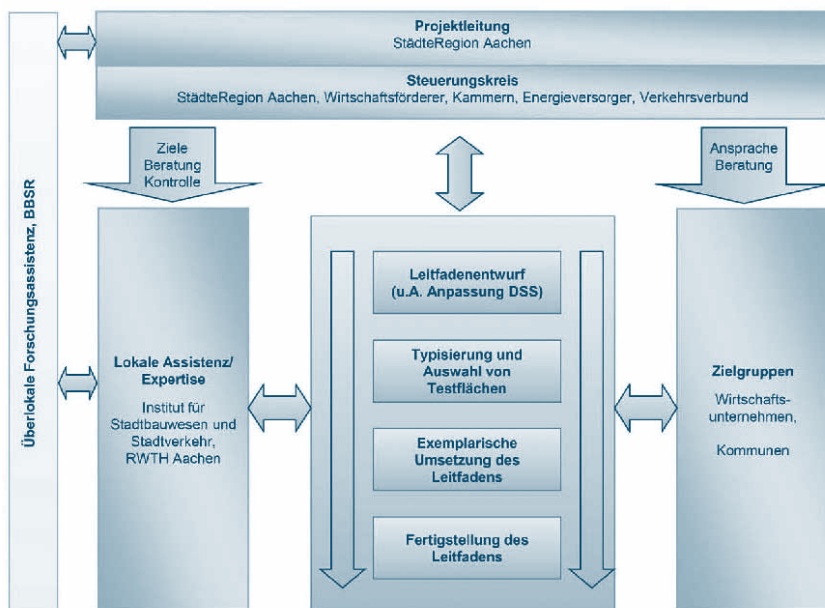 Überlokale Forschungsassistenz, BBSR
Projektleitung
StädteRegion Aachen
Steuerungskreis
StädteRegion Aachen, Wirtschaftsförderer, Kammern, Energieversorger, Verkehrsverbund
Ziele
Beratung
Kontrolle
Ansprache
Beratung
Lokale Assistenz/
Expertise
Institut für
Stadtbauwesen und
Stadtverkehr,
RWTH Aachen
Leitfadenentwurf
(u.A. Anpassung DSS)
Typisierung und
Auswahl von
Testflächen
Exemplarische
Umsetzung des
Leitfadens
Fertigstellung des
Leitfadens
Zielgruppen
Wirtschafts-
unternehmen,
Kommunen